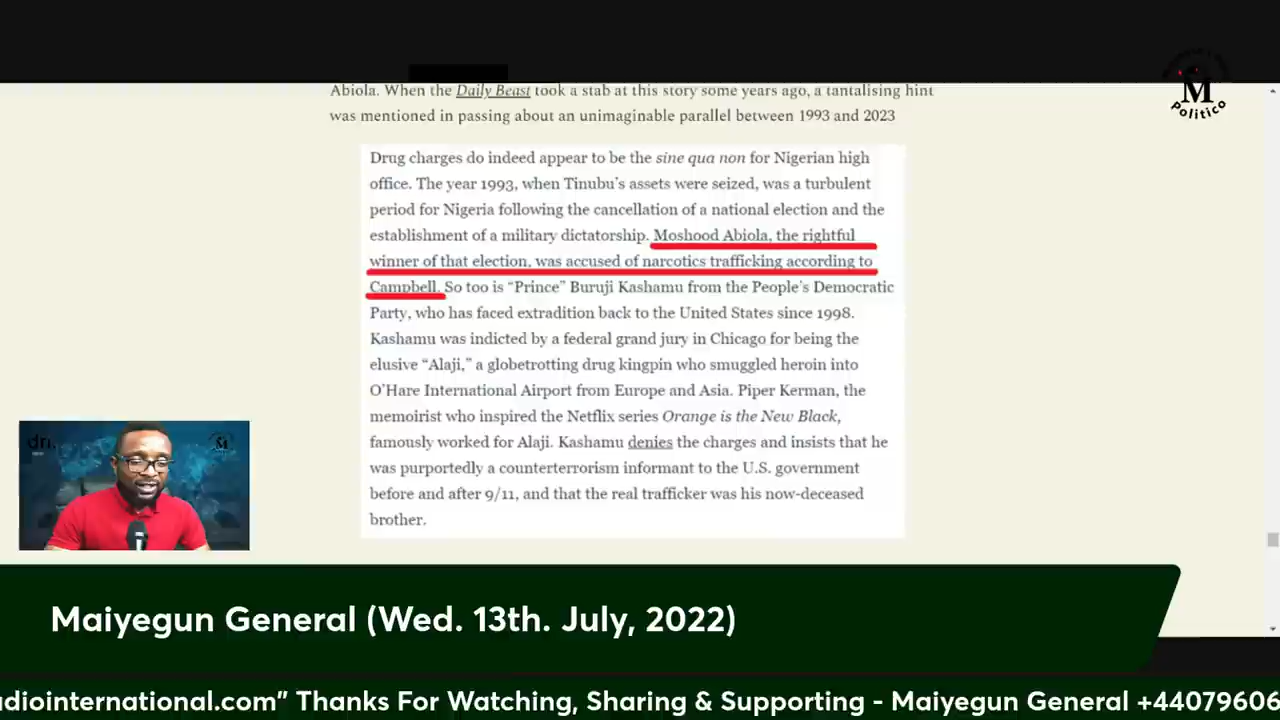 Abiola. When the Daily Beast took a stab at this story some years ago, a tantalising hint
was mentioned in passing about an unimaginable parallel between 1993 and 2023
M
Politico
Drug charges do indeed appear to be the sine qua non for Nigerian high
office. The year 1993, when Tinubu's assets were seized, was a turbulent
period for Nigeria following the cancellation of a national election and the
establishment of a military dictatorship. Moshood Abiola, the rightful
winner of that election, was accused of narcotics trafficking according to
Campbell. So too is “Prince” Buruji Kashamu from the People's Democratic
Party, who has faced extradition back to the United States since 1998.
Kashamu was indicted by a federal grand jury in Chicago for being the
elusive “Alaji,” a globetrotting drug kingpin who smuggled heroin into
O'Hare International Airport from Europe and Asia. Piper Kerman, the
memoirist who inspired the Netflix series Orange is the New Black,
famously worked for Alaji. Kashamu denies the charges and insists that he
was purportedly a counterterrorism informant to the U.S. government
before and after 9/11, and that the real trafficker was his now-deceased
brother.
Maiyegun General (Wed. 13th. July, 2022)
adiointernational.com” Thanks For Watching, Sharing & Supporting - Maiyegun General +44079606